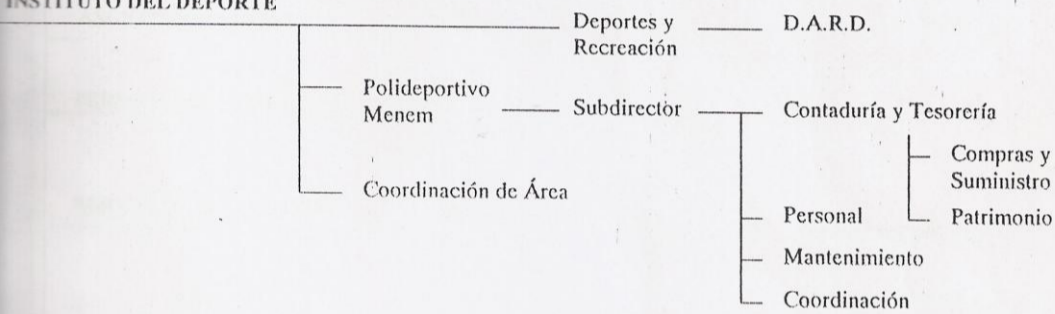 INSTITUTO DEL DEPORTE
Deportes y
Recreación
D.A.R.D.
Polideportivo
Menem
Subdirector
Contaduría y Tesorería
Compras y
Suministro
Patrimonio
Coordinación de Área
Personal
Mantenimiento
Coordinación